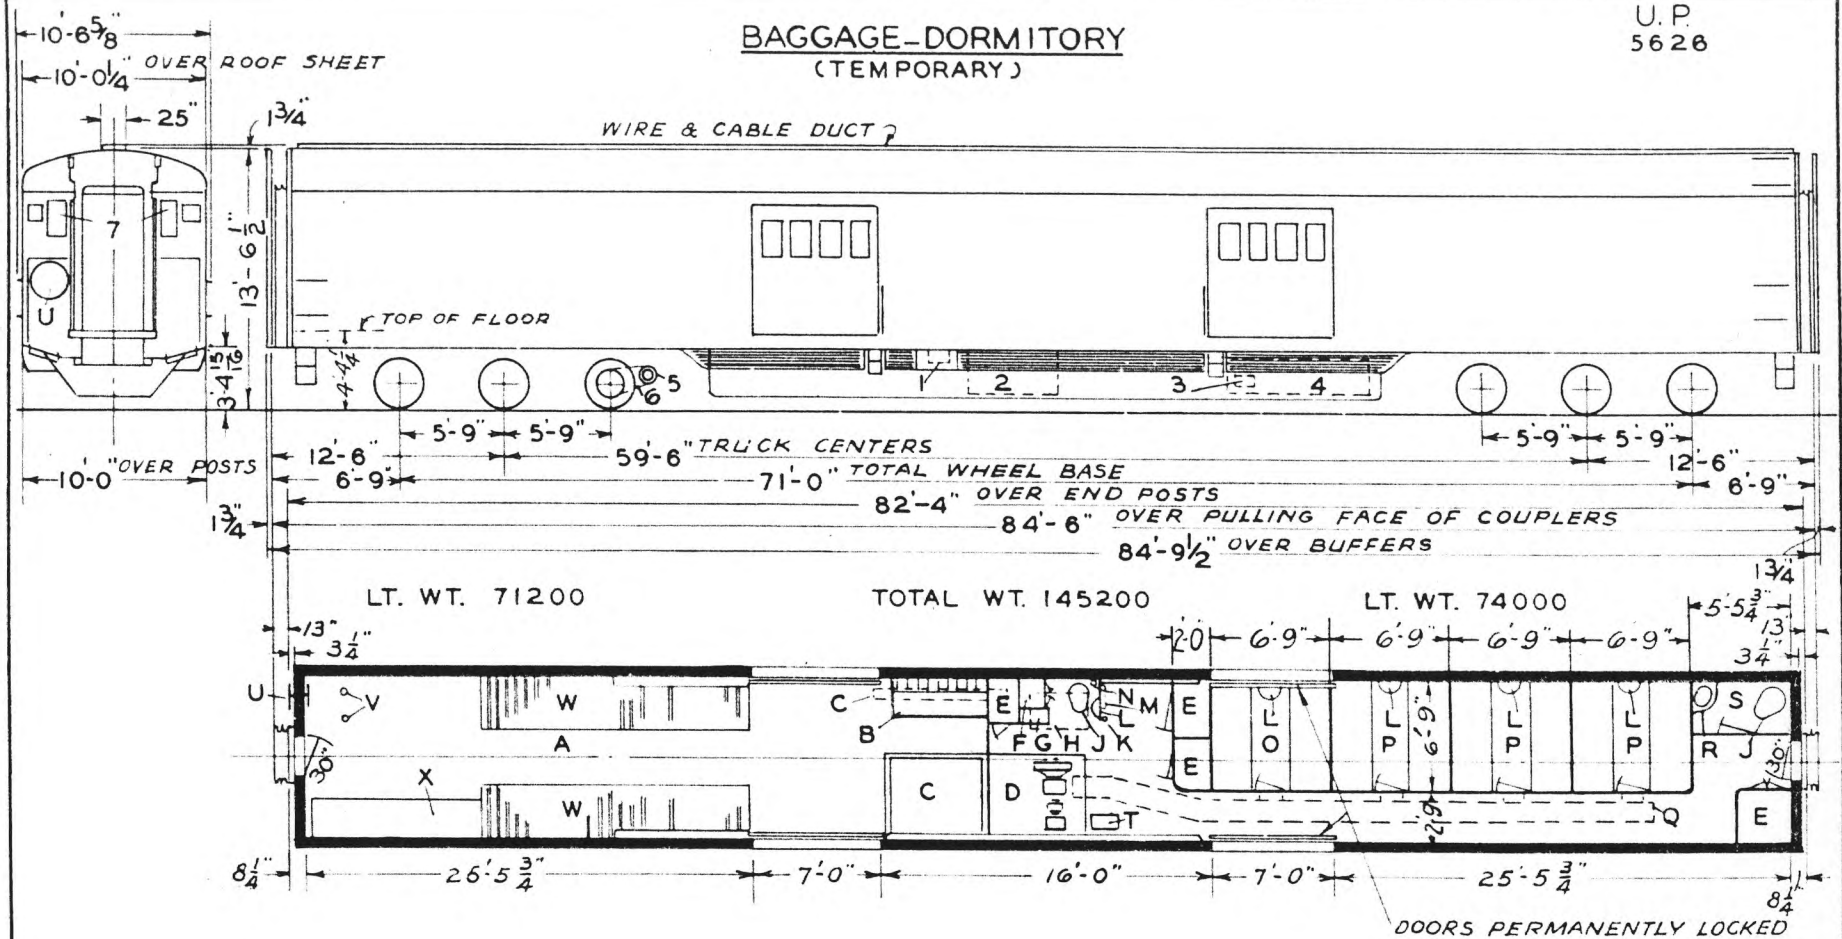 BAGGAGE-DORMITORY
(TEMPORARY)
U.P.
5626
10'-6 5/8"
10'-0 1/4" OVER ROOF SHEET
25"
1 3/4"
WIRE & CABLE DUCT
7
U
13'-6 1/2"
TOP OF FLOOR
3'-4 15/16"
4'-4 1/4"
5
6
1
2
3
4
5'-9" 5'-9"
5'-9" 5'-9"
12'-6"
59'-6" TRUCK CENTERS
12'-6"
10'-0" OVER POSTS
6'-9"
71'-0" TOTAL WHEEL BASE
6'-9"
82'-4" OVER END POSTS
1 3/4"
84'-6" OVER PULLING FACE OF COUPLERS
84'-9 1/2" OVER BUFFERS
1 3/4"
LT. WT. 71200
TOTAL WT. 145200
LT. WT. 74000
13"
3 1/4"
2'-0" 6'-9" 6'-9" 6'-9" 6'-9"
5'-5 3/4"
13"
3 1/4"
U
V
W
C
E
N
M
E
L
L
L
L
S
B
L
A
F G H J K
O
P
P
P
6'-9"
R
J
30"
30"
E
X
C
D
W
T
2'-9"
Q
E
8 1/4"
26'-5 3/4"
7'-0"
16'-0"
7'-0"
25'-5 3/4"
8 1/4"
DOORS PERMANENTLY LOCKED